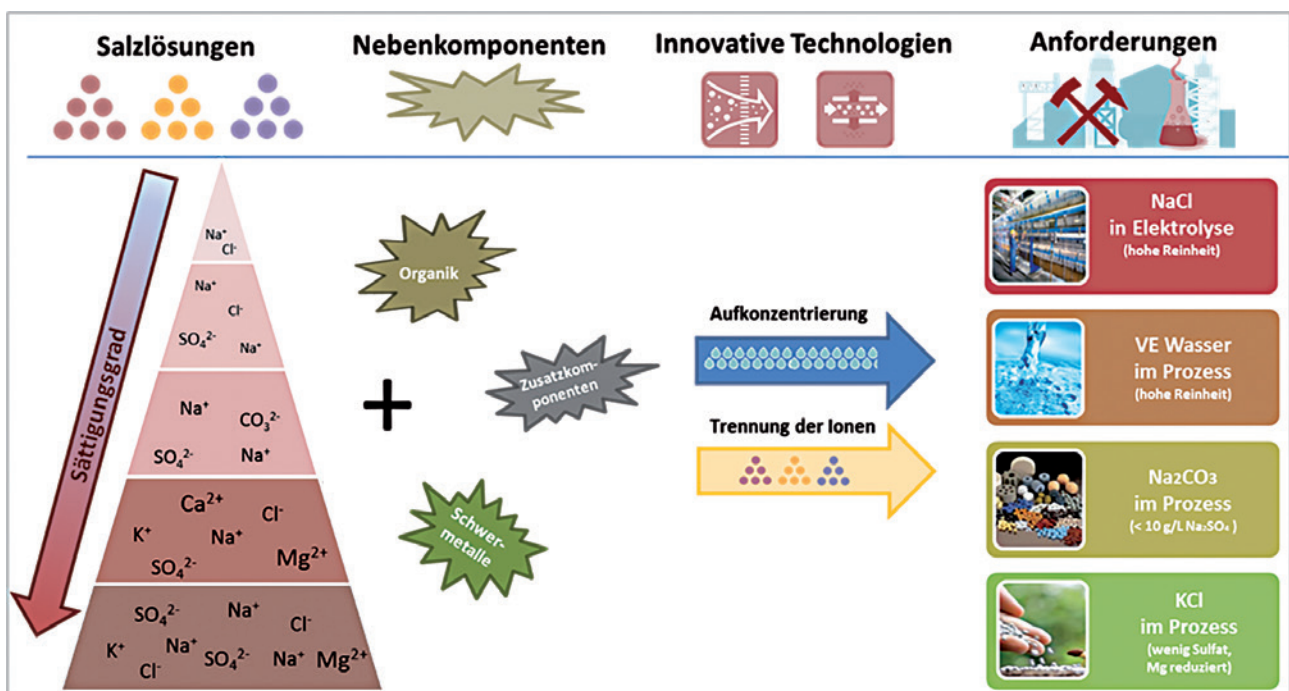 Salzlösungen
Nebenkomponenten
Innovative Technologien
Anforderungen
Sättigungsgrad
Na⁺
Cl⁻
Na⁺
Cl⁻
SO₄²⁻
Na⁺
Na⁺
CO₃²⁻
SO₄²⁻
Na⁺
Ca²⁺
Cl⁻
K⁺
Na⁺
SO₄²⁻
Mg²⁺
SO₄²⁻
Na⁺
Cl⁻
K⁺
Na⁺
Cl⁻
SO₄²⁻
Na⁺
Mg²⁺
Organik
+
Zusatzkom-
ponenten
Schwer-
metalle
Aufkonzentrierung
Trennung der Ionen
NaCl
in Elektrolyse
(hohe Reinheit)
VE Wasser
im Prozess
(hohe Reinheit)
Na₂CO₃
im Prozess
(< 10 g/L Na₂SO₄ )
KCl
im Prozess
(wenig Sulfat,
Mg reduziert)